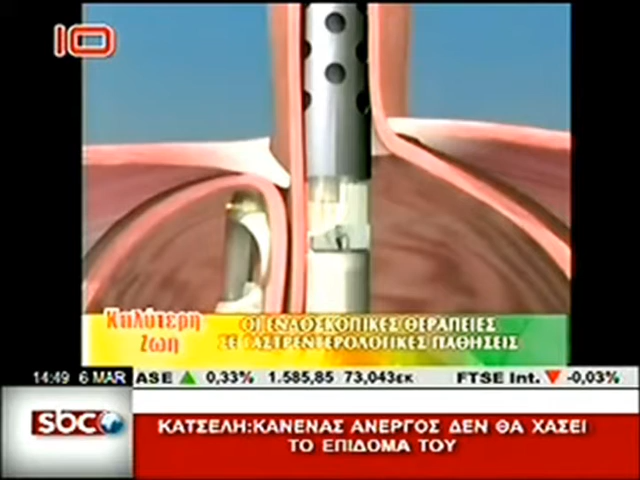 10
Καλύτερη
Ζωη
ΟΙ ΕΝΔΟΣΚΟΠΙΚΕΣ ΘΕΡΑΠΕΙΕΣ
ΣΕ ΓΑΣΤΡΕΝΤΕΡΟΛΟΓΙΚΕΣ ΠΑΘΗΣΕΙΣ
14:49 6 MAR ASE 0,33% 1.585,85 73,043εκ FTSE Int. -0,03%
sbc
ΚΑΤΣΕΛΗ:ΚΑΝΕΝΑΣ ΑΝΕΡΓΟΣ ΔΕΝ ΘΑ ΧΑΣΕΙ
ΤΟ ΕΠΙΔΟΜΑ ΤΟΥ